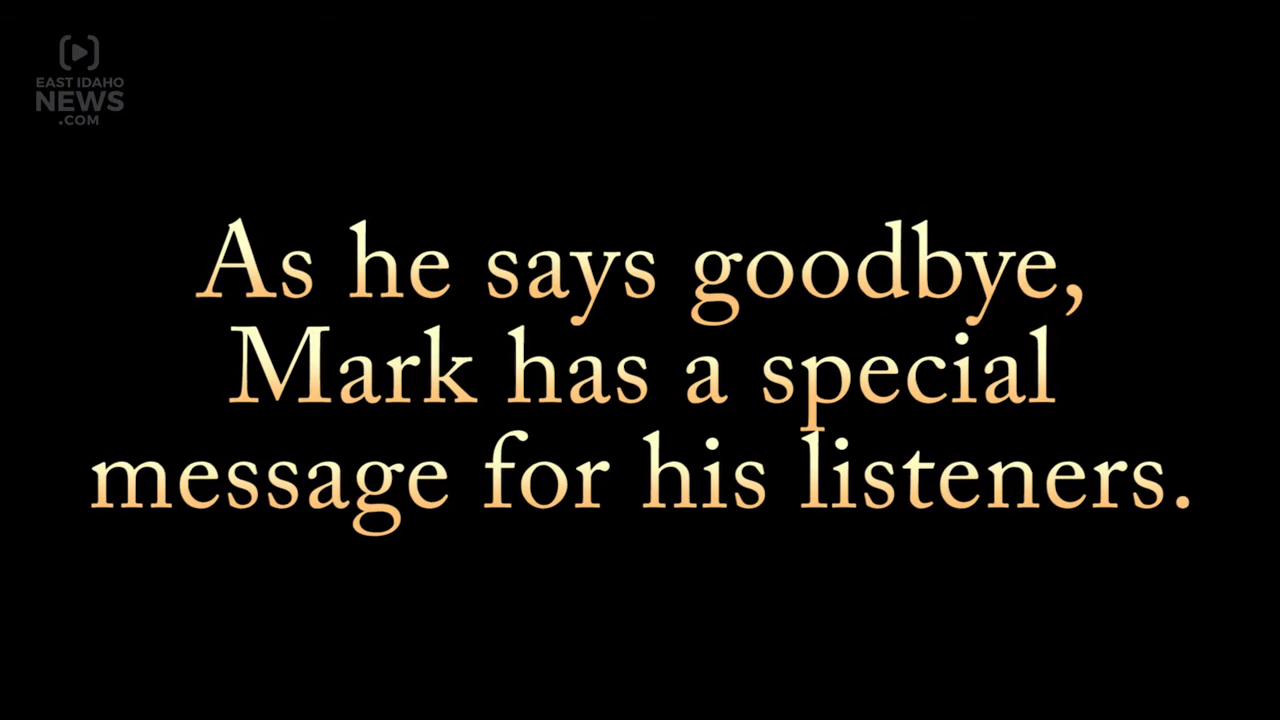 EAST IDAHO
NEWS
.COM
As he says goodbye,
Mark has a special
message for his listeners.